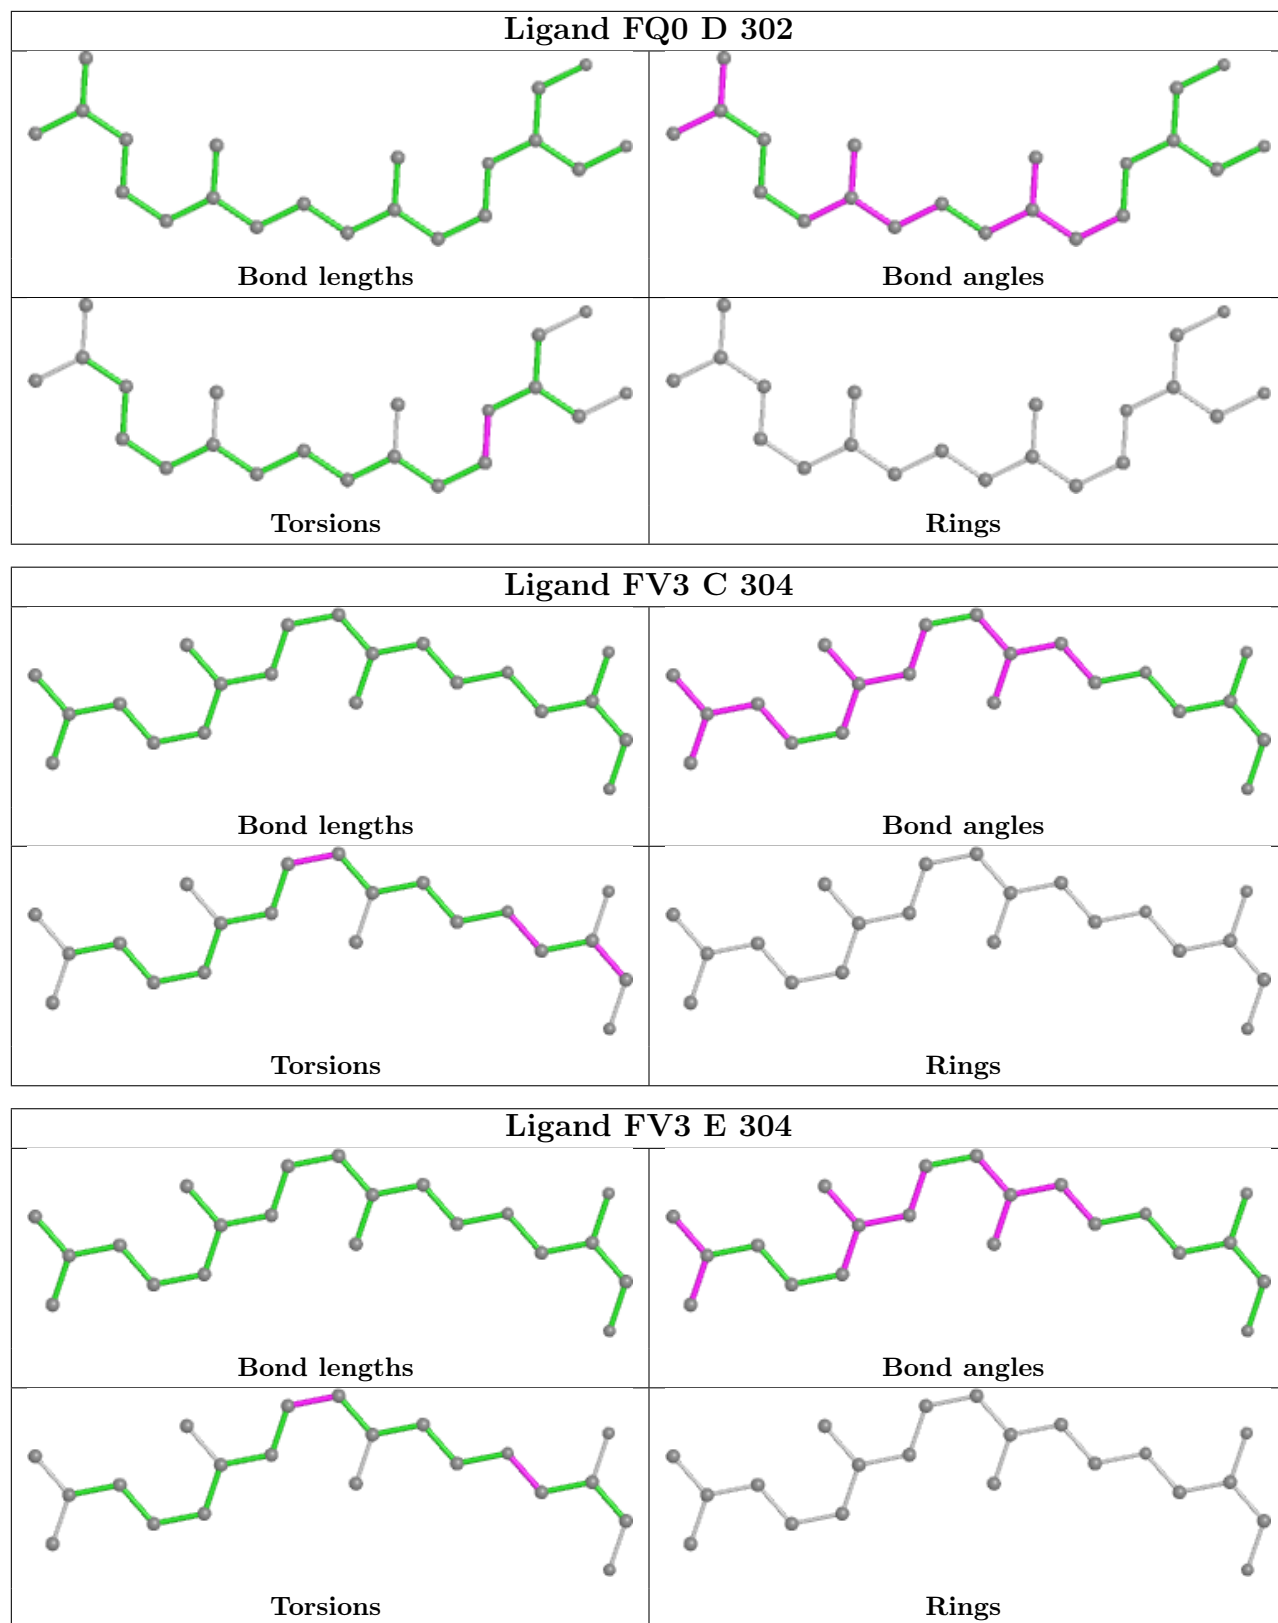 Ligand FQ0 D 302
Bond lengths
Bond angles
Torsions
Rings
Ligand FV3 C 304
Bond lengths
Bond angles
Torsions
Rings
Ligand FV3 E 304
Bond lengths
Bond angles
Torsions
Rings